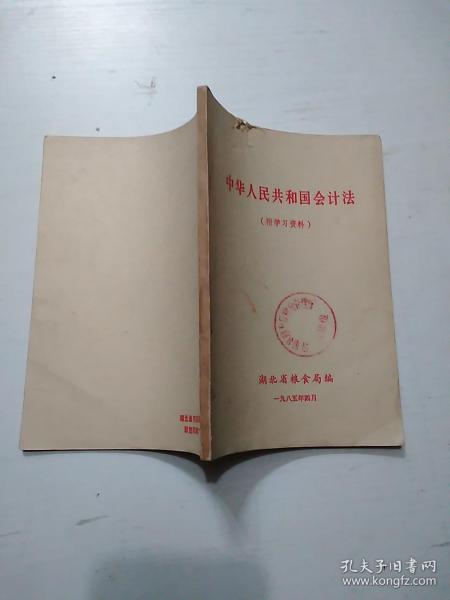 中华人民共和国会计法
(附学习资料)
湖北省粮食局编
一九八五年四月
孔夫子旧书网
www.kongfz.com